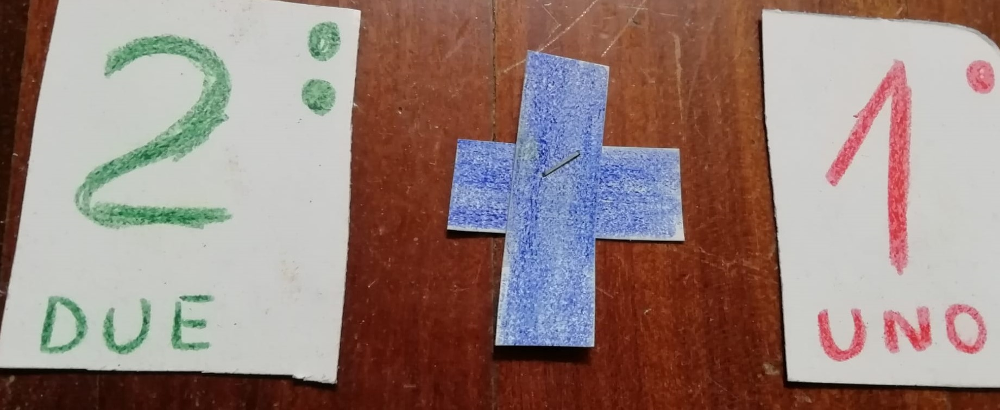 2 + 1
DUE UNO